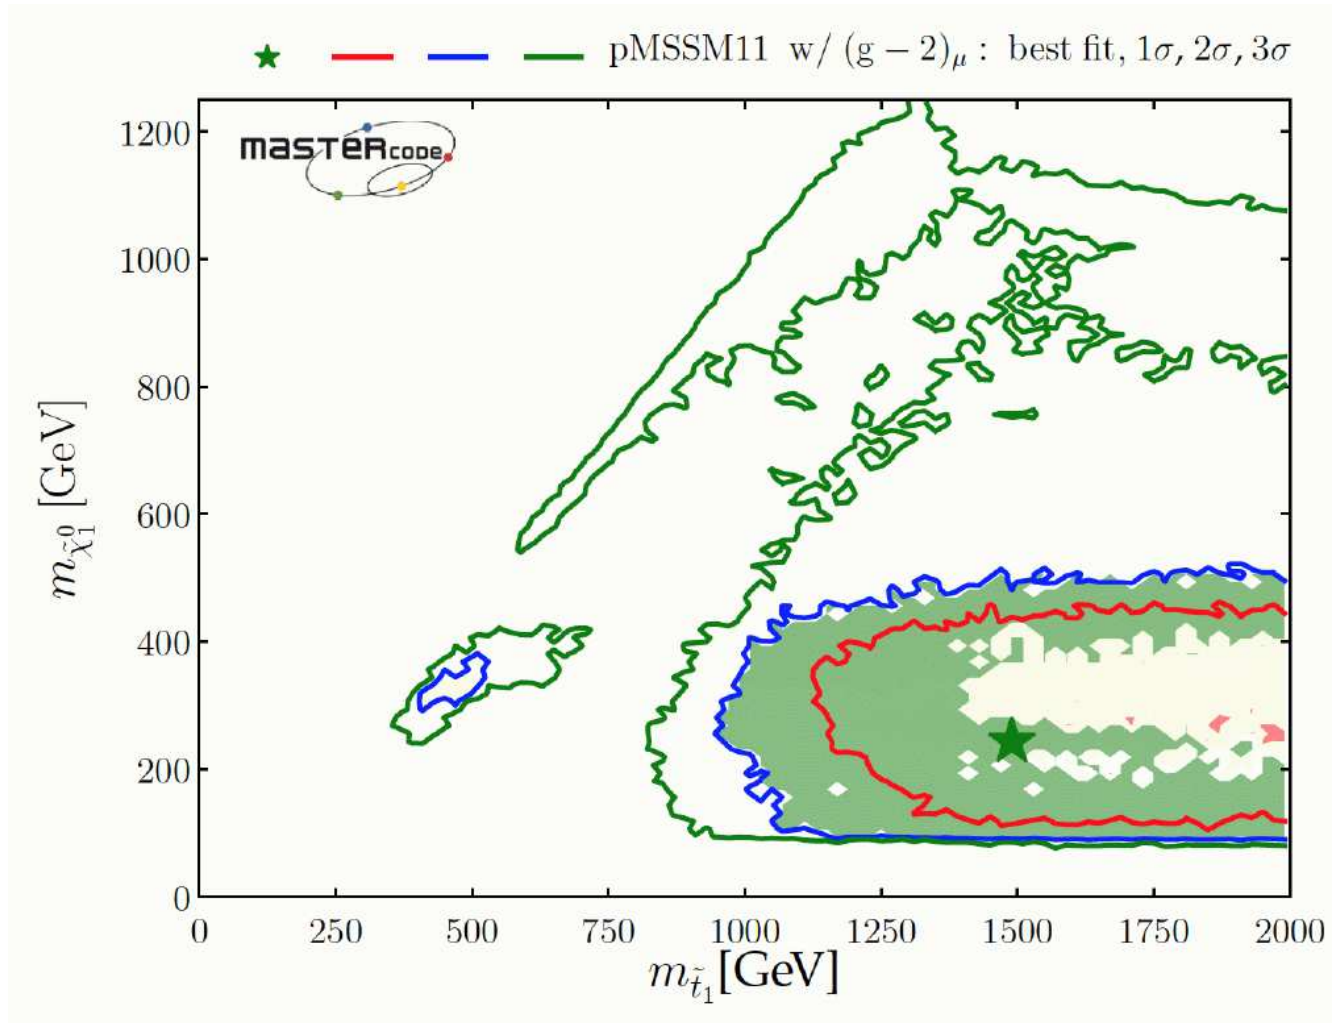 pMSSM11 w/ (g − 2)μ : best fit, 1σ, 2σ, 3σ
masterCODE
1200
1000
800
600
400
200
0
0 250 500 750 1000 1250 1500 1750 2000
m_χ̃⁰₁ [GeV]
m_t̃₁ [GeV]